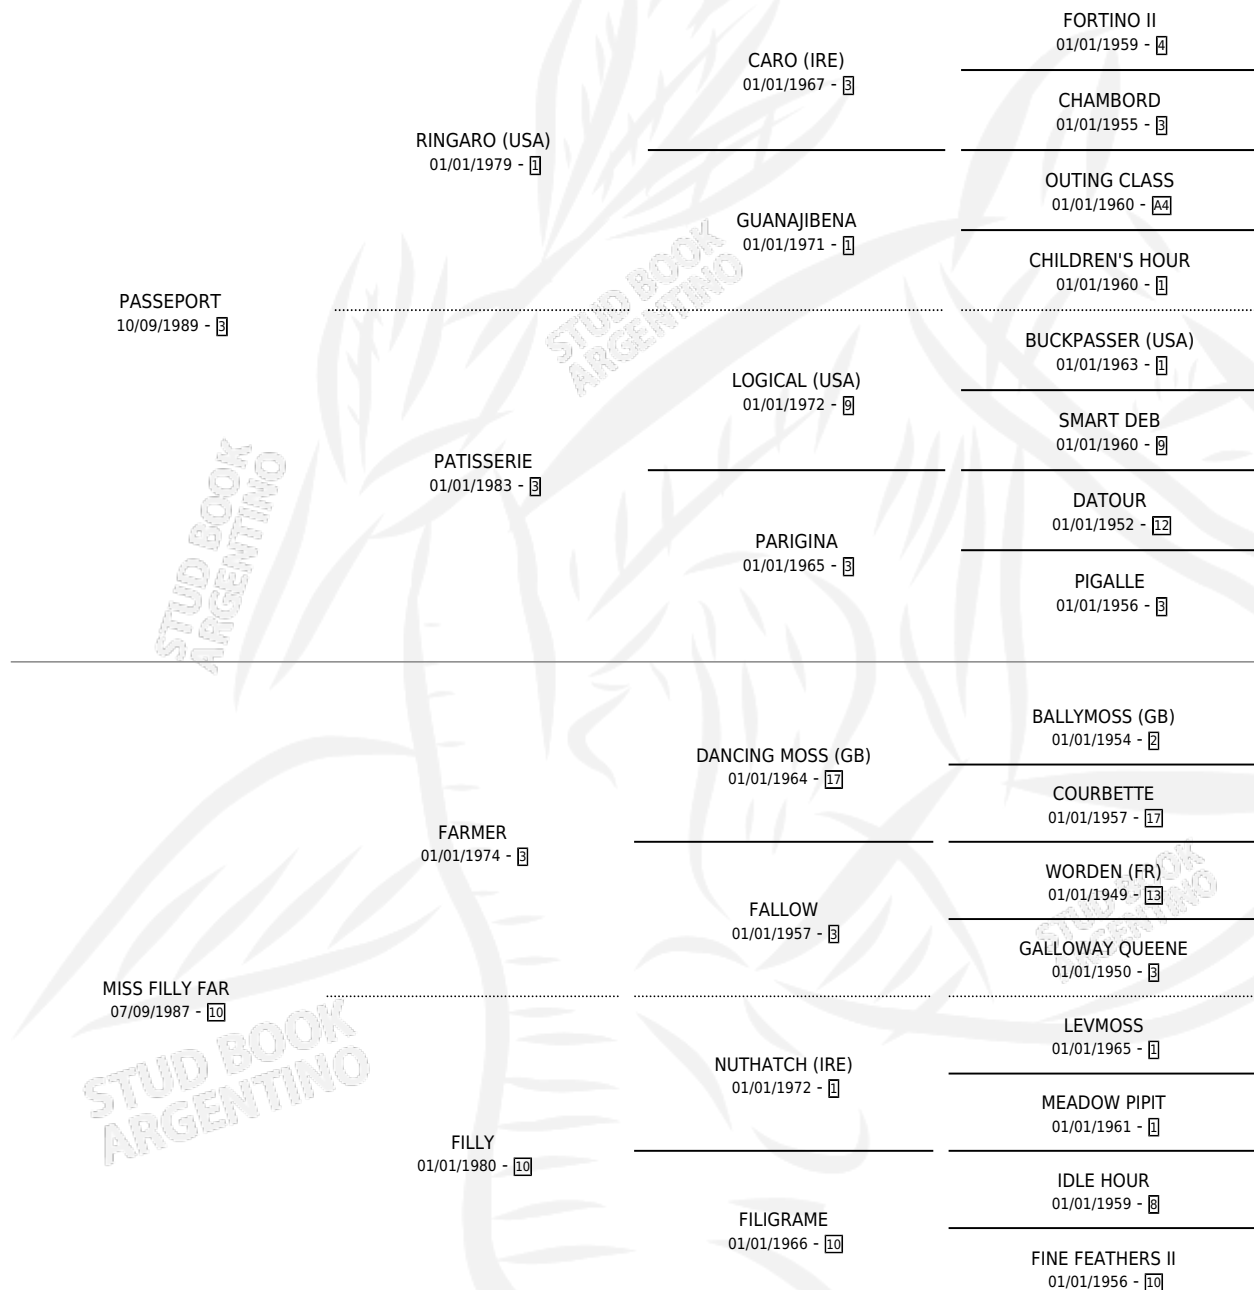 FORTINO II
01/01/1959 - 4
CARO (IRE)
01/01/1967 - 3
CHAMBORD
01/01/1955 - 3
RINGARO (USA)
01/01/1979 - 1
OUTING CLASS
01/01/1960 - A4
GUANAJIBENA
01/01/1971 - 1
CHILDREN'S HOUR
01/01/1960 - 1
PASSEPORT
10/09/1989 - 3
BUCKPASSER (USA)
01/01/1963 - 1
LOGICAL (USA)
01/01/1972 - 9
SMART DEB
01/01/1960 - 9
PATISSERIE
01/01/1983 - 3
DATOUR
01/01/1952 - 12
PARIGINA
01/01/1965 - 3
PIGALLE
01/01/1956 - 3
BALLYMOSS (GB)
01/01/1954 - 2
DANCING MOSS (GB)
01/01/1964 - 17
COURBETTE
01/01/1957 - 17
FARMER
01/01/1974 - 3
WORDEN (FR)
01/01/1949 - 13
FALLOW
01/01/1957 - 3
GALLOWAY QUEENE
01/01/1950 - 3
MISS FILLY FAR
07/09/1987 - 10
LEVMOSS
01/01/1965 - 1
NUTHATCH (IRE)
01/01/1972 - 1
MEADOW PIPIT
01/01/1961 - 1
FILLY
01/01/1980 - 10
IDLE HOUR
01/01/1959 - 8
FILIGRAME
01/01/1966 - 10
FINE FEATHERS II
01/01/1956 - 10
STUD BOOK
ARGENTINO
STUD BOOK
ARGENTINO
STUD BOOK
ARGENTINO
STUD BOOK
ARGENTINO